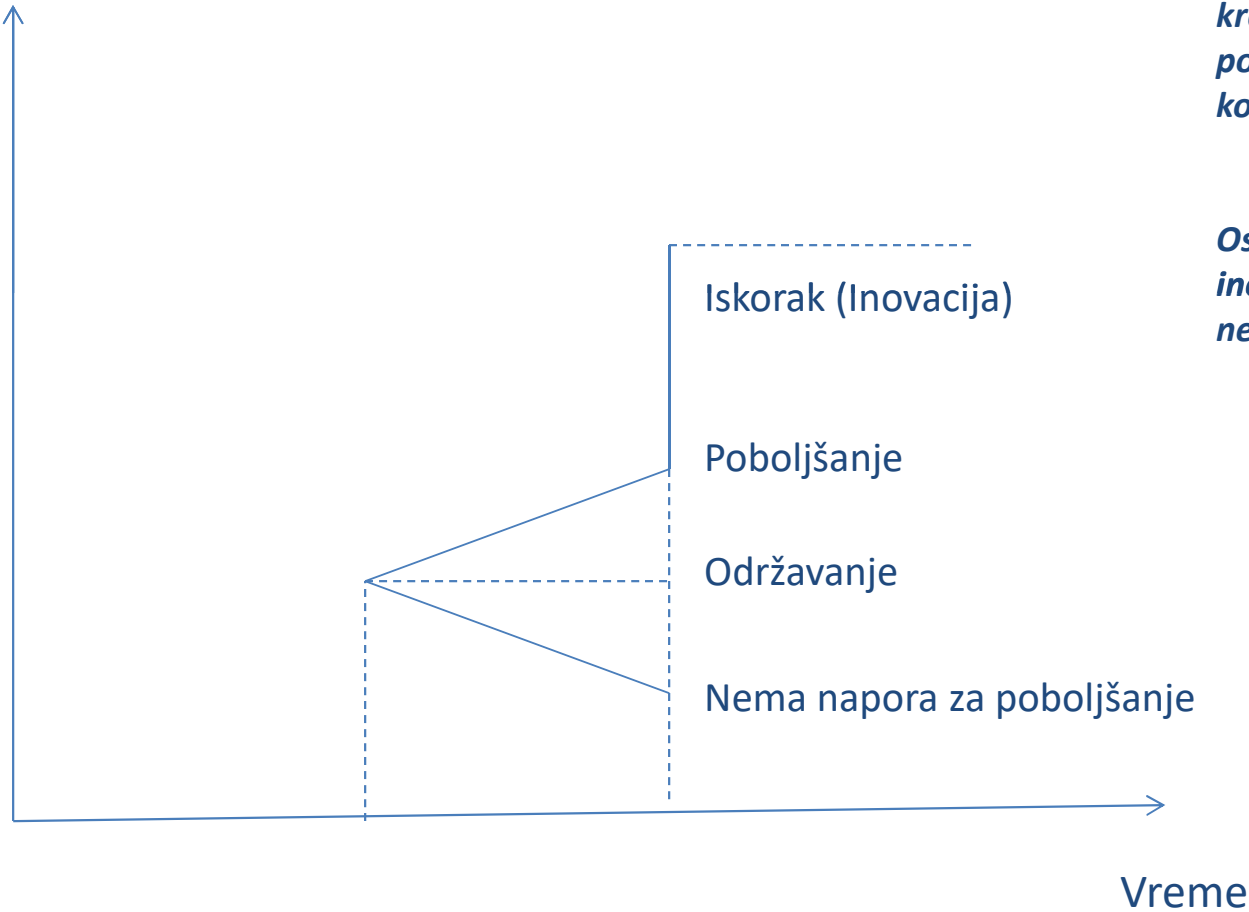 Iskorak (Inovacija)
Poboljšanje
Održavanje
Nema napora za poboljšanje
Vreme